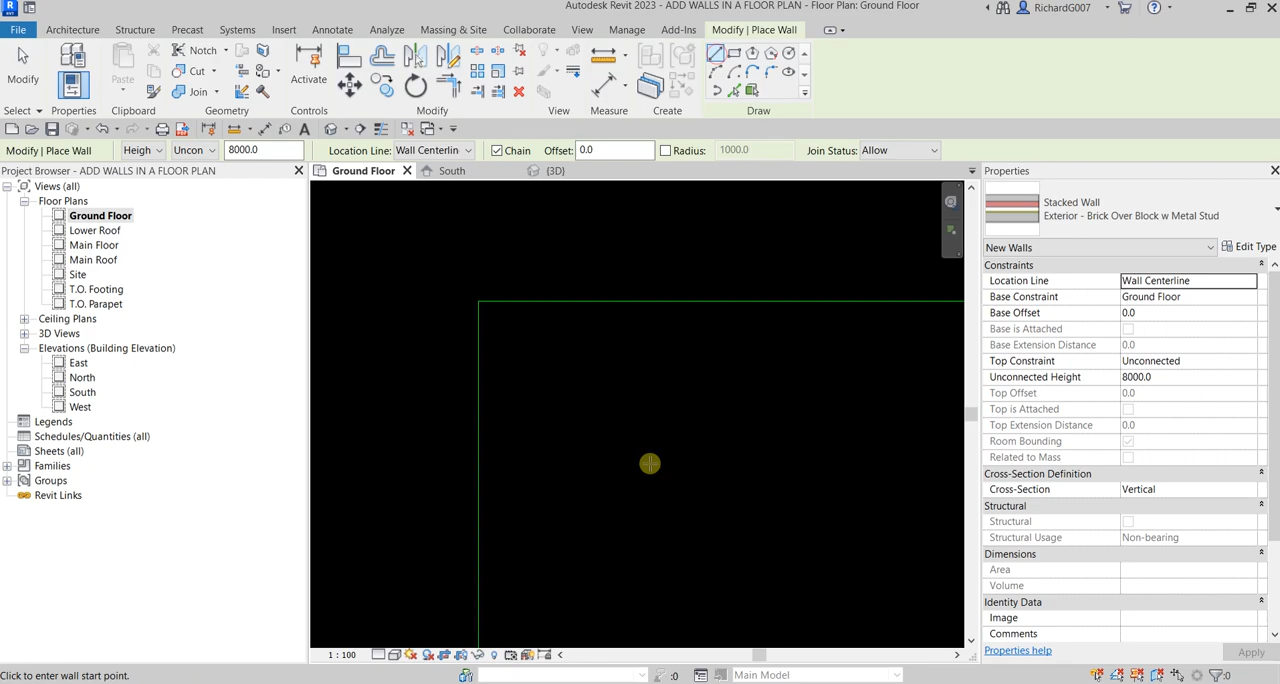 Autodesk Revit 2023 - ADD WALLS IN A FLOOR PLAN - Floor Plan: Ground Floor
RichardG007
File Architecture Structure Precast Systems Insert Annotate Analyze Massing & Site Collaborate View Manage Add-Ins Modify | Place Wall
Modify Paste Notch Cut Join Activate
Select Properties Clipboard Geometry Controls Modify View Measure Create Draw
Modify | Place Wall Heigh Uncon 8000.0 Location Line: Wall Centerlin Chain Offset: 0.0 Radius: 1000.0 Join Status: Allow
Project Browser - ADD WALLS IN A FLOOR PLAN
Views (all)
Floor Plans
Ground Floor
Lower Roof
Main Floor
Main Roof
Site
T.O. Footing
T.O. Parapet
Ceiling Plans
3D Views
Elevations (Building Elevation)
East
North
South
West
Legends
Schedules/Quantities (all)
Sheets (all)
Families
Groups
Revit Links
Ground Floor South {3D}
1 : 100
Properties
Stacked Wall
Exterior - Brick Over Block w Metal Stud
New Walls Edit Type
Constraints
Location Line Wall Centerline
Base Constraint Ground Floor
Base Offset 0.0
Base is Attached
Base Extension Distance 0.0
Top Constraint Unconnected
Unconnected Height 8000.0
Top Offset 0.0
Top is Attached
Top Extension Distance 0.0
Room Bounding
Related to Mass
Cross-Section Definition
Cross-Section Vertical
Structural
Structural
Structural Usage Non-bearing
Dimensions
Area
Volume
Identity Data
Image
Comments
Properties help Apply
Click to enter wall start point. :0 Main Model :0